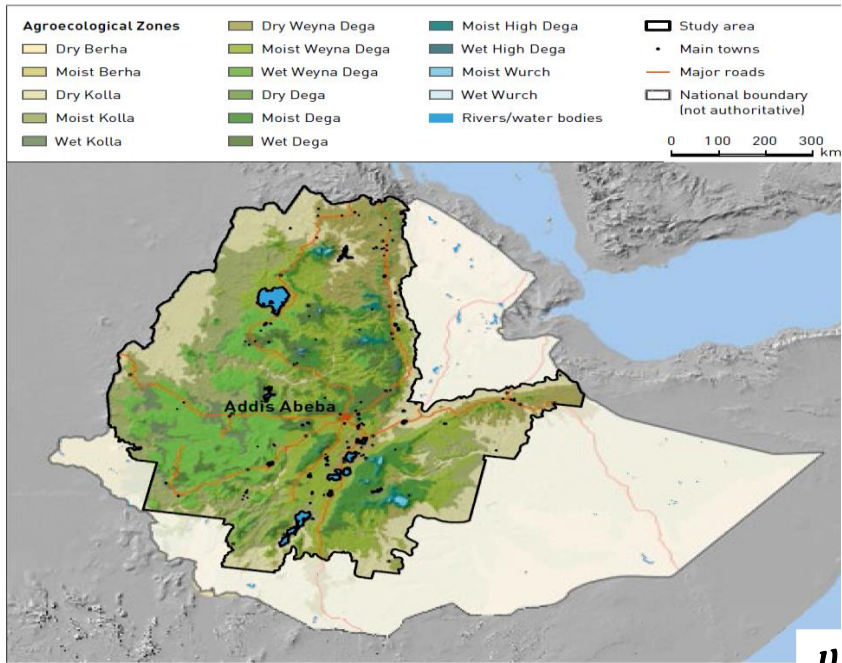 Agroecological Zones
Dry Berha
Moist Berha
Dry Kolla
Moist Kolla
Wet Kolla
Dry Weyna Dega
Moist Weyna Dega
Wet Weyna Dega
Dry Dega
Moist Dega
Wet Dega
Moist High Dega
Wet High Dega
Moist Wurch
Wet Wurch
Rivers/water bodies
Study area
Main towns
Major roads
National boundary
(not authoritative)
0 100 200 300
km
Addis Abeba